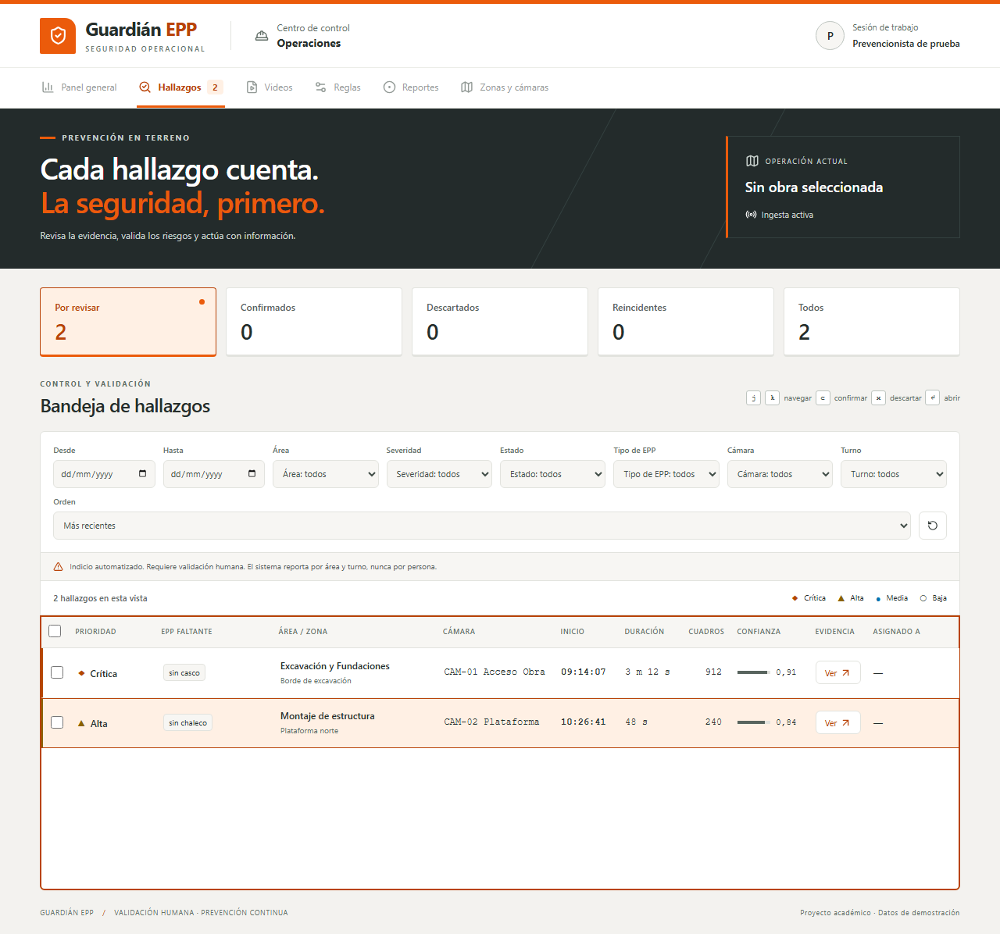 Guardián EPP
SEGURIDAD OPERACIONAL
Centro de control
Operaciones
P
Sesión de trabajo
Prevencionista de prueba
Panel general
Hallazgos 2
Videos
Reglas
Reportes
Zonas y cámaras
PREVENCIÓN EN TERRENO
Cada hallazgo cuenta.
La seguridad, primero.
Revisa la evidencia, valida los riesgos y actúa con información.
OPERACIÓN ACTUAL
Sin obra seleccionada
Ingesta activa
Por revisar
2
Confirmados
0
Descartados
0
Reincidentes
0
Todos
2
CONTROL Y VALIDACIÓN
Bandeja de hallazgos
j k navegar c confirmar x descartar ↵ abrir
Desde Hasta Área Severidad Estado Tipo de EPP Cámara Turno
dd/mm/yyyy dd/mm/yyyy Área: todos Severidad: todos Estado: todos Tipo de EPP: todos Cámara: todos Turno: todos
Orden
Más recientes
Indicio automatizado. Requiere validación humana. El sistema reporta por área y turno, nunca por persona.
2 hallazgos en esta vista
Crítica Alta Media Baja
PRIORIDAD EPP FALTANTE ÁREA / ZONA CÁMARA INICIO DURACIÓN CUADROS CONFIANZA EVIDENCIA ASIGNADO A
Crítica sin casco Excavación y Fundaciones CAM-01 Acceso Obra 09:14:07 3 m 12 s 912 0,91 Ver —
Borde de excavación
Alta sin chaleco Montaje de estructura CAM-02 Plataforma 10:26:41 48 s 240 0,84 Ver —
Plataforma norte
GUARDIÁN EPP / VALIDACIÓN HUMANA · PREVENCIÓN CONTINUA
Proyecto académico · Datos de demostración